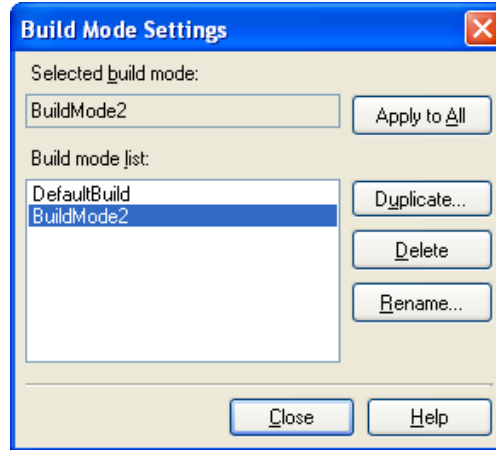 Build Mode Settings
Selected build mode:
BuildMode2
Apply to All
Build mode list:
DefaultBuild
BuildMode2
Duplicate...
Delete
Rename...
Close
Help